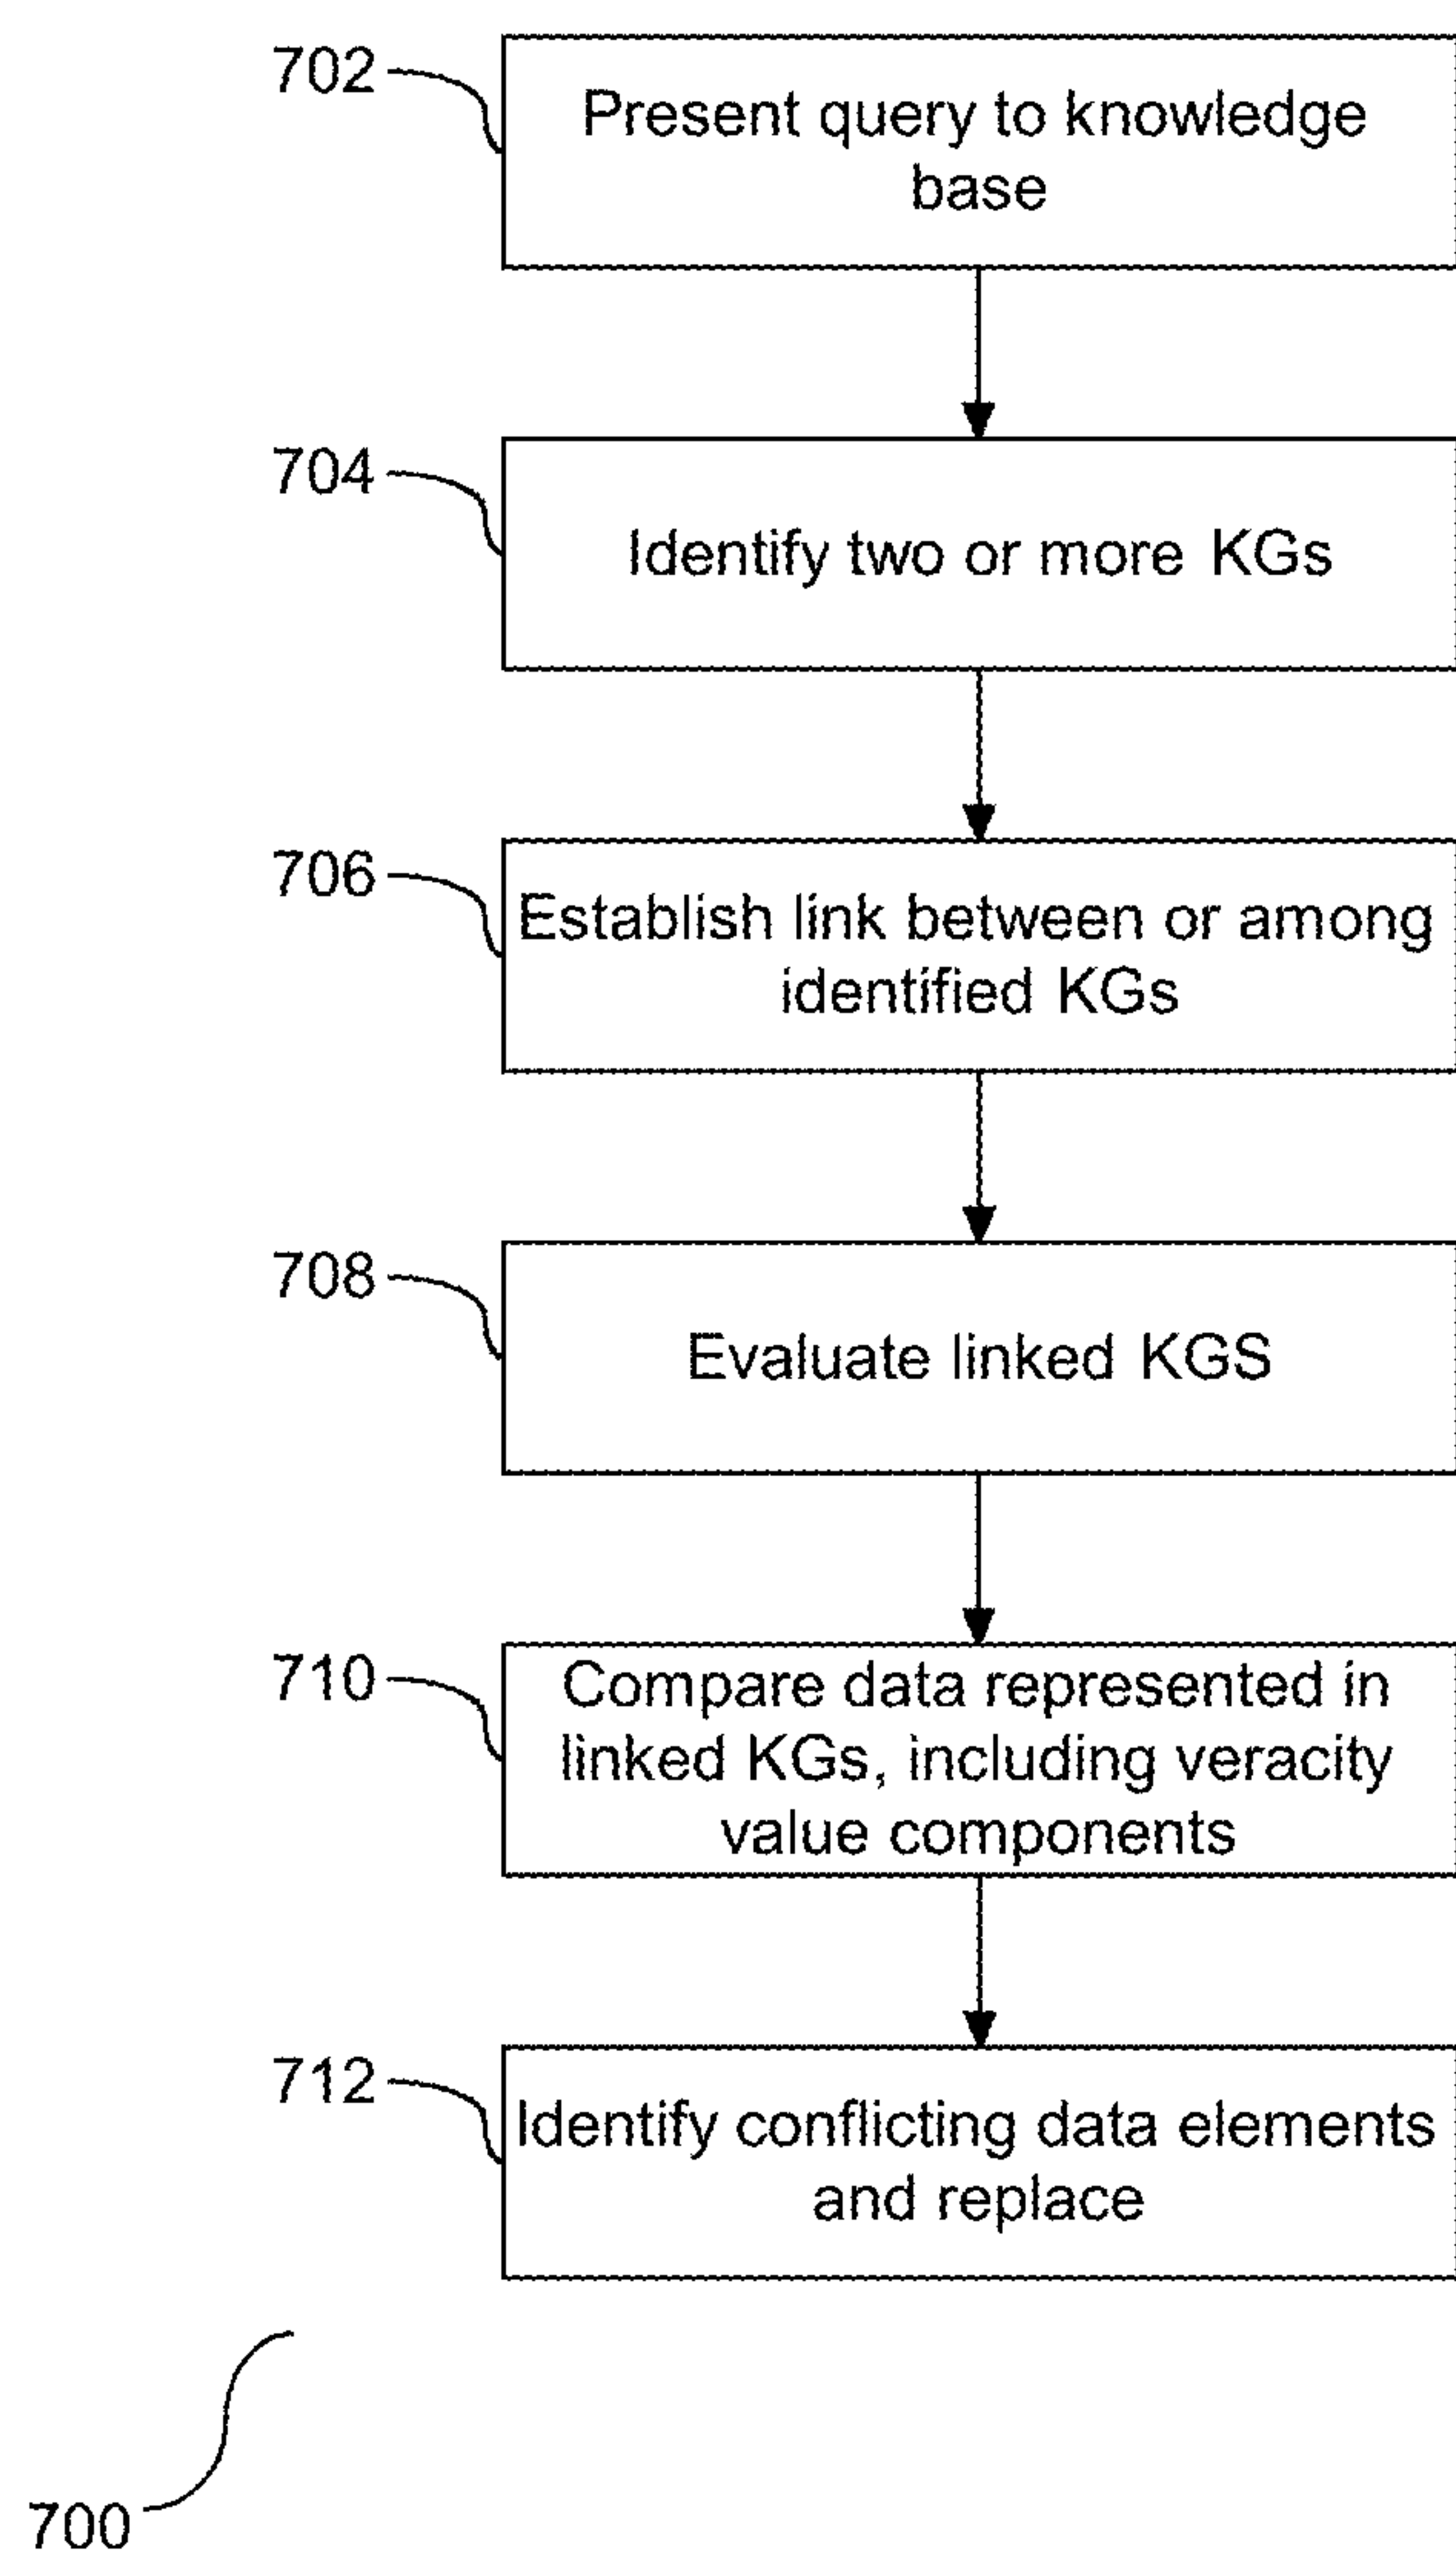 702
Present query to knowledge
base
704
Identify two or more KGs
706
Establish link between or among
identified KGs
708
Evaluate linked KGS
710
Compare data represented in
linked KGs, including veracity
value components
712
Identify conflicting data elements
and replace
700